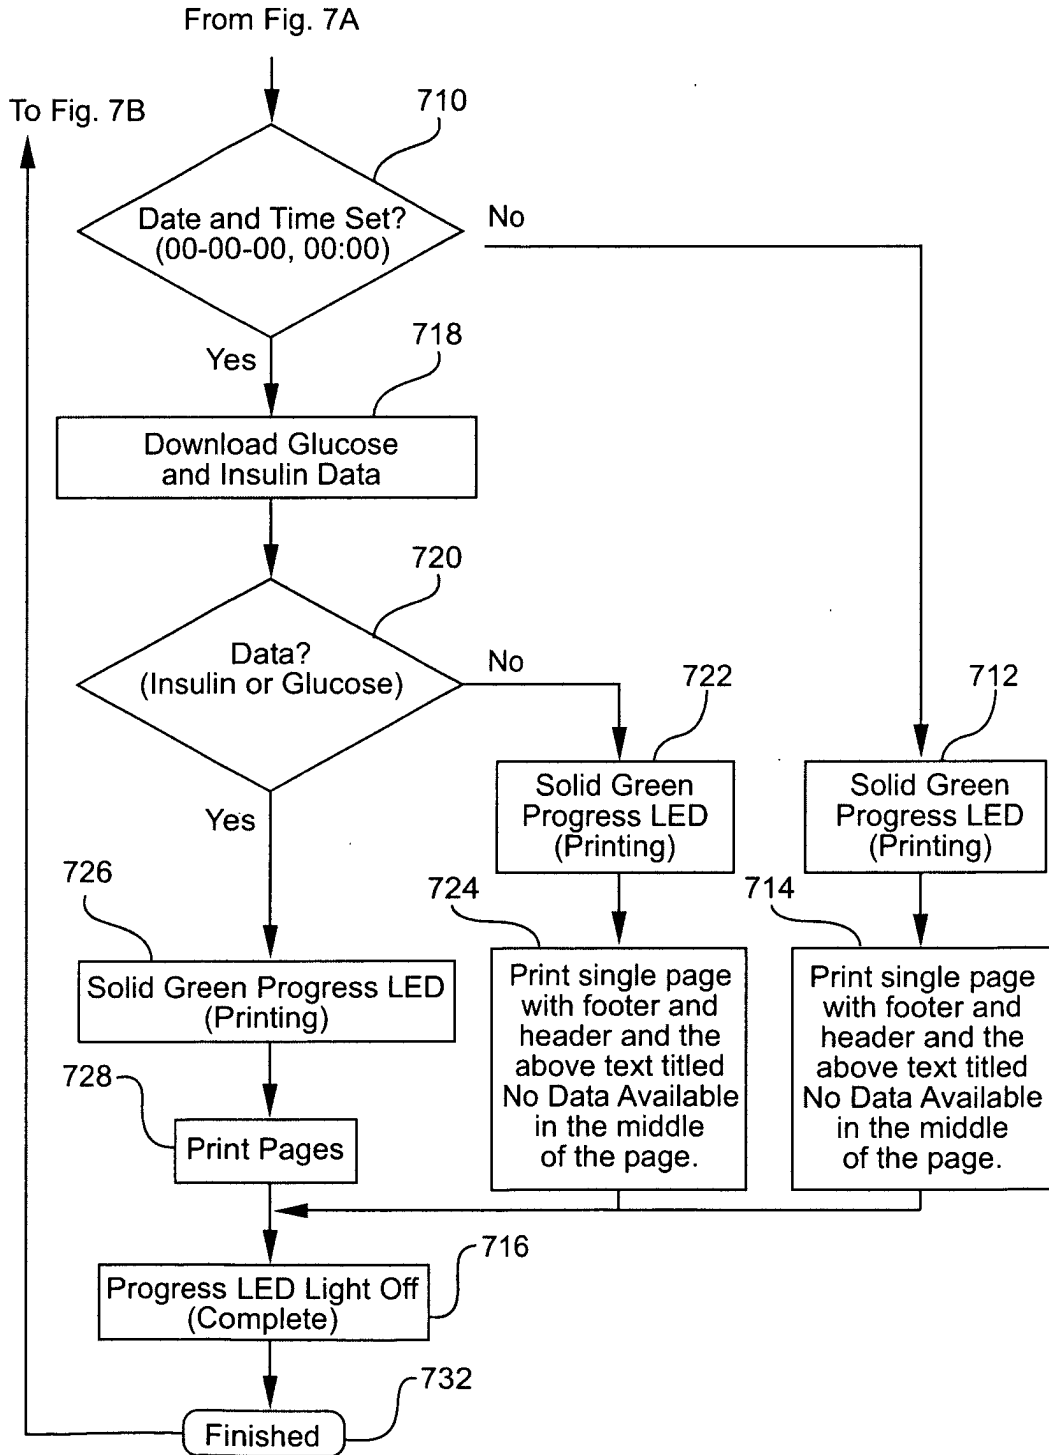 From Fig. 7A
To Fig. 7B
710
Date and Time Set?
(00-00-00, 00:00)
No
Yes
718
Download Glucose
and Insulin Data
720
Data?
(Insulin or Glucose)
No
Yes
722
Solid Green
Progress LED
(Printing)
712
Solid Green
Progress LED
(Printing)
726
Solid Green Progress LED
(Printing)
724
Print single page
with footer and
header and the
above text titled
No Data Available
in the middle
of the page.
714
Print single page
with footer and
header and the
above text titled
No Data Available
in the middle
of the page.
728
Print Pages
716
Progress LED Light Off
(Complete)
732
Finished